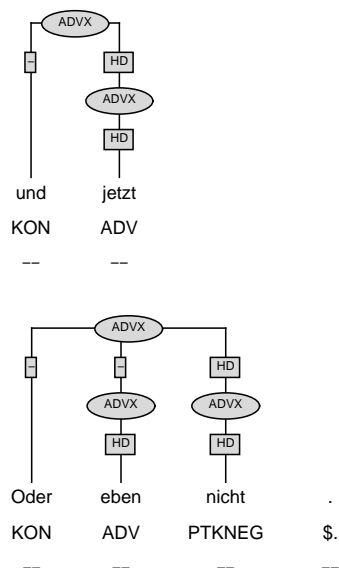 ADVX
– HD
ADVX
HD
und jetzt
KON ADV
–– ––
ADVX
– – HD
ADVX ADVX
HD HD
Oder eben nicht .
KON ADV PTKNEG $.
–– –– –– ––